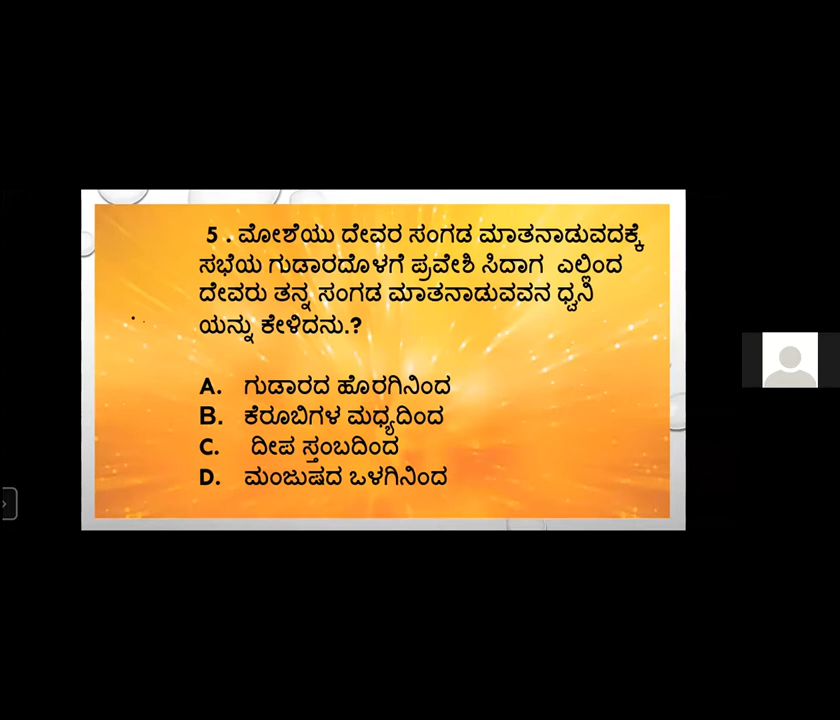 5 . ಮೋಶೆಯು ದೇವರ ಸಂಗಡ ಮಾತನಾಡುವದಕ್ಕೆ
ಸಭೆಯ ಗುಡಾರದೊಳಗೆ ಪ್ರವೇಶಿ ಸಿದಾಗ ಎಲ್ಲಿಂದ
ದೇವರು ತನ್ನ ಸಂಗಡ ಮಾತನಾಡುವವನ ಧ್ವನಿ
ಯನ್ನು ಕೇಳಿದನು.?
A. ಗುಡಾರದ ಹೊರಗಿನಿಂದ
B. ಕೆರೂಬಿಗಳ ಮಧ್ಯದಿಂದ
C. ದೀಪ ಸ್ತಂಬದಿಂದ
D. ಮಂಜುಷದ ಒಳಗಿನಿಂದ